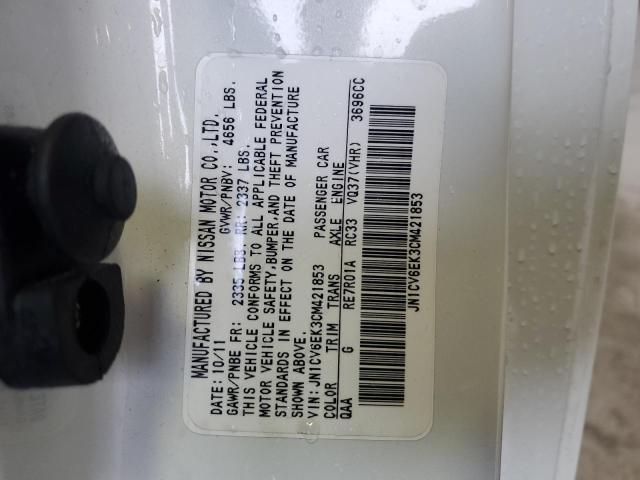 MANUFACTURED BY NISSAN MOTOR CO.,LTD.
DATE: 10/11 GVWR/PNBV: 4656 LBS.
GAWR/PNBE FR: 2335 LBS. RR: 2337 LBS.
THIS VEHICLE CONFORMS TO ALL APPLICABLE FEDERAL
MOTOR VEHICLE SAFETY,BUMPER,AND THEFT PREVENTION
STANDARDS IN EFFECT ON THE DATE OF MANUFACTURE
SHOWN ABOVE.
VIN:JN1CV6EK3CM421853 PASSENGER CAR
COLOR TRIM TRANS AXLE ENGINE
QAA G RE7R01A RC33 VQ37(VHR) 3696CC
JN1CV6EK3CM421853